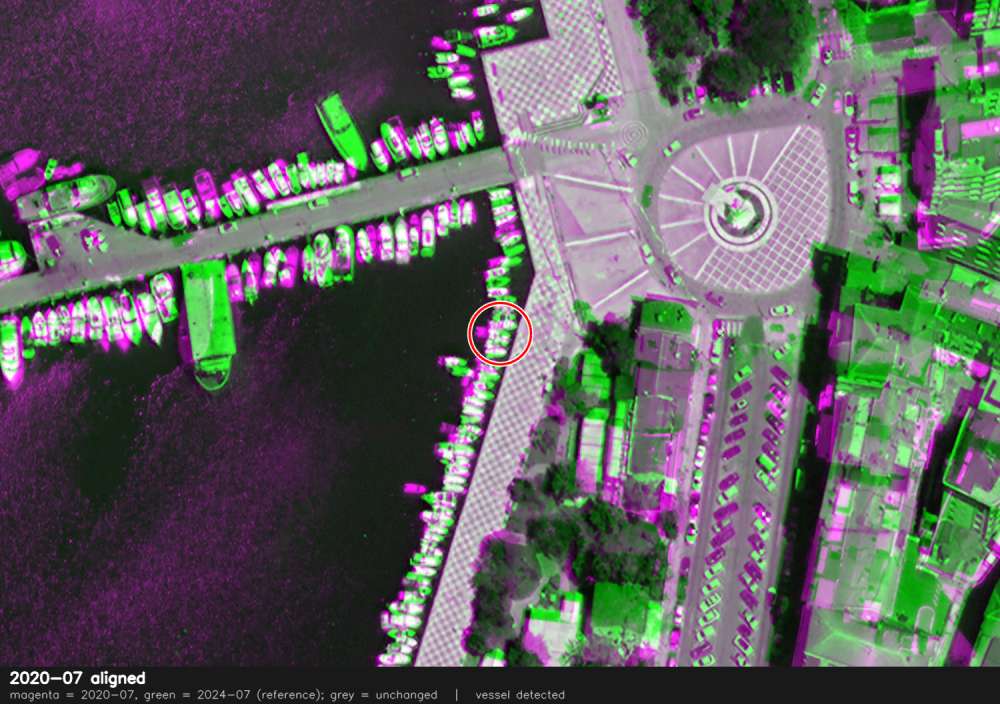 2020-07 aligned
magenta = 2020-07, green = 2024-07 (reference); grey = unchanged | vessel detected